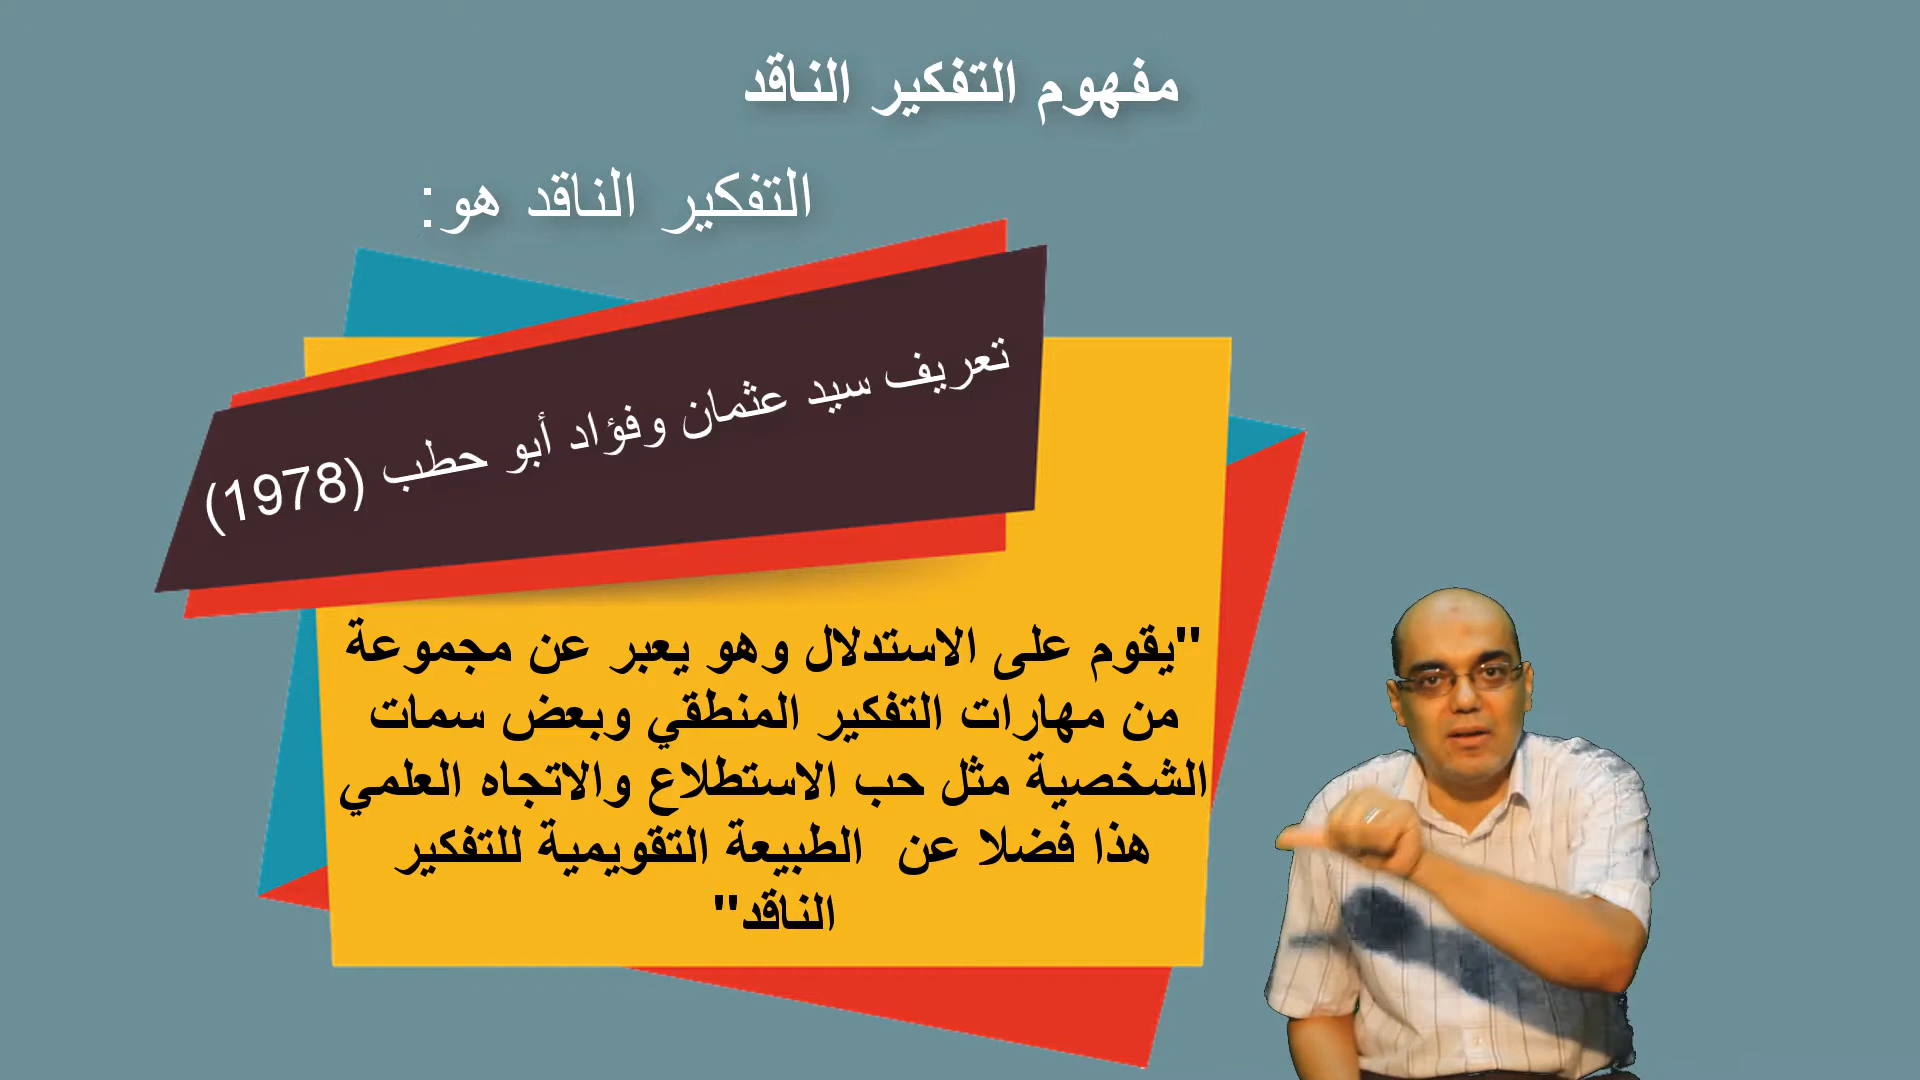 مفهوم التفكير الناقد
التفكير الناقد هو:
تعريف سيد عثمان وفؤاد أبو حطب (1978)
"يقوم على الاستدلال وهو يعبر عن مجموعة
من مهارات التفكير المنطقي وبعض سمات
الشخصية مثل حب الاستطلاع والاتجاه العلمي
هذا فضلا عن الطبيعة التقويمية للتفكير
الناقد"